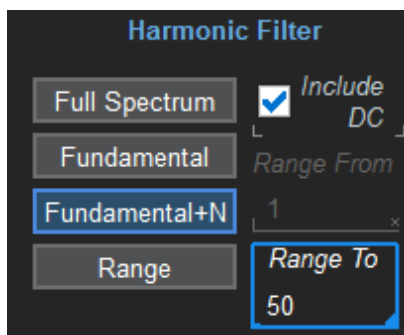 Harmonic Filter
Full Spectrum
Include
DC
Fundamental
Range From
Fundamental+N
1
x
Range
Range To
50